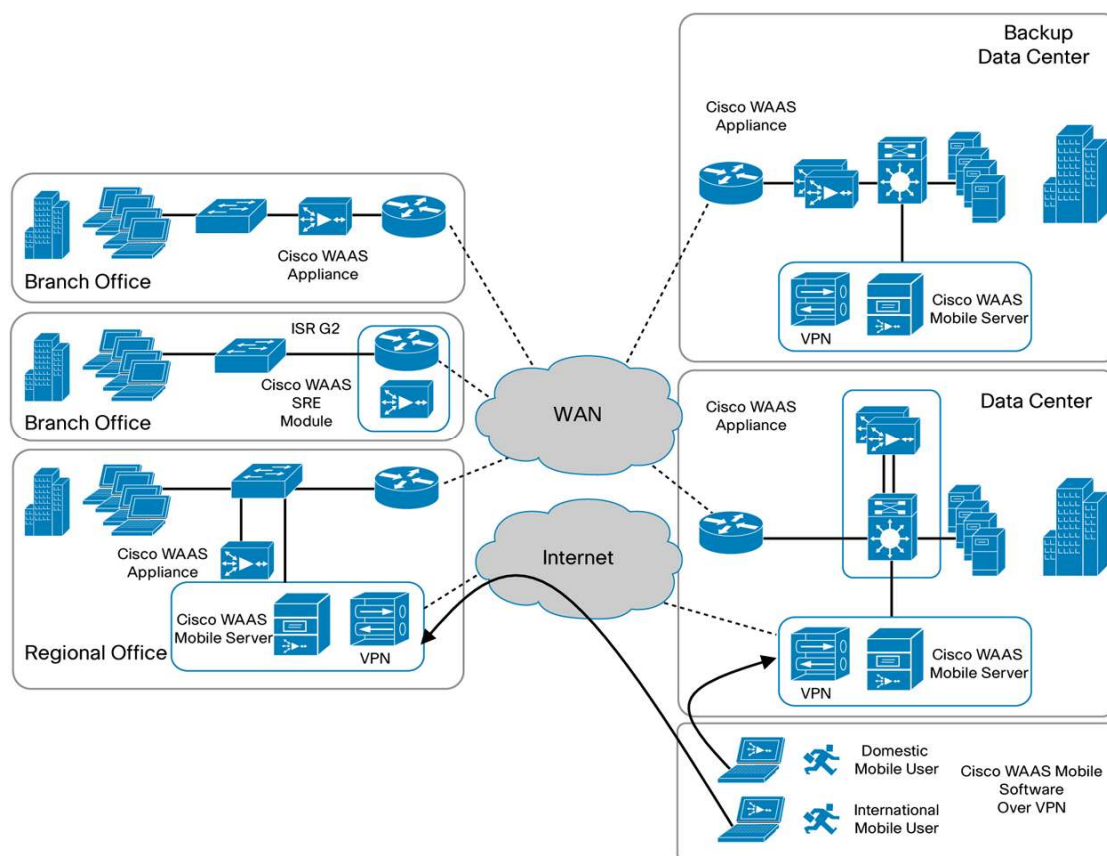 Backup
Data Center
Cisco WAAS
Appliance
Cisco WAAS
Appliance
Branch Office
VPN
Cisco WAAS
Mobile Server
ISR G2
Cisco WAAS
SRE
Module
Branch Office
WAN
Cisco WAAS
Appliance
Data Center
Internet
Cisco WAAS
Appliance
Cisco WAAS
Mobile Server
VPN
Regional Office
VPN
Cisco WAAS
Mobile Server
Domestic
Mobile User
International
Mobile User
Cisco WAAS Mobile
Software
Over VPN